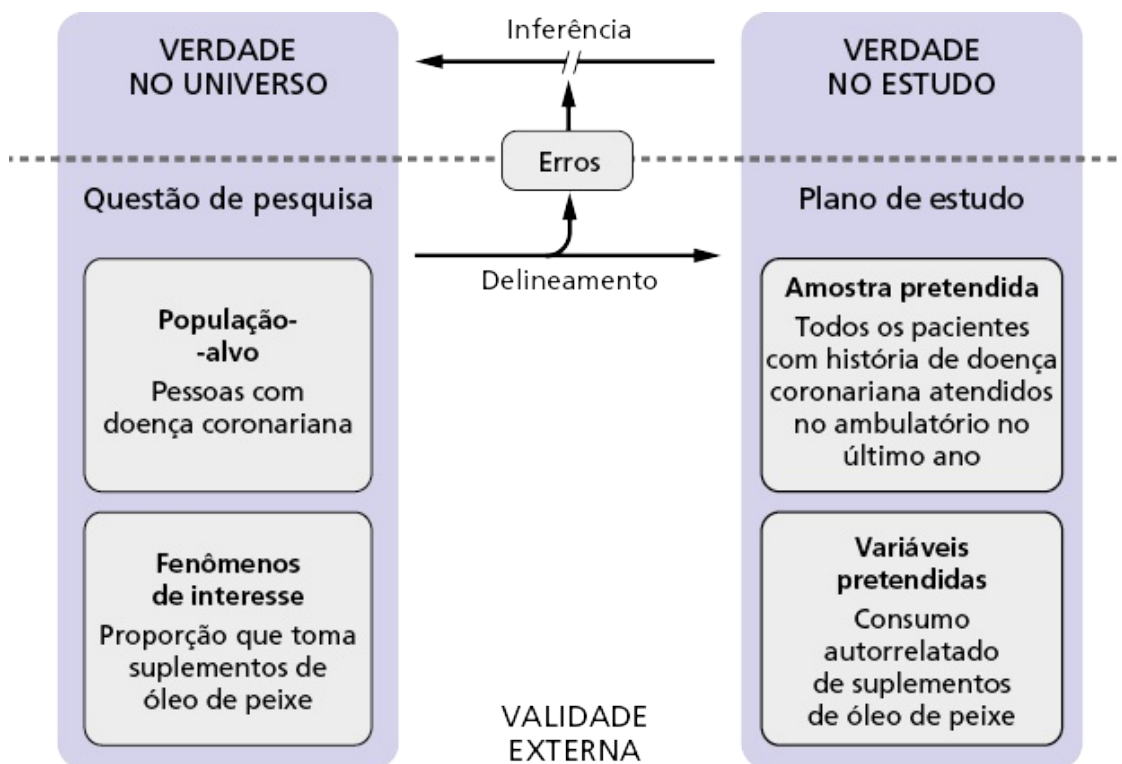 VERDADE
NO UNIVERSO
Inferência
VERDADE
NO ESTUDO
Erros
Questão de pesquisa
Plano de estudo
Delineamento
População-
-alvo
Pessoas com
doença coronariana
Amostra pretendida
Todos os pacientes
com história de doença
coronariana atendidos
no ambulatório no
último ano
Fenômenos
de interesse
Proporção que toma
suplementos de
óleo de peixe
Variáveis
pretendidas
Consumo
autorrelatado
de suplementos
de óleo de peixe
VALIDADE
EXTERNA